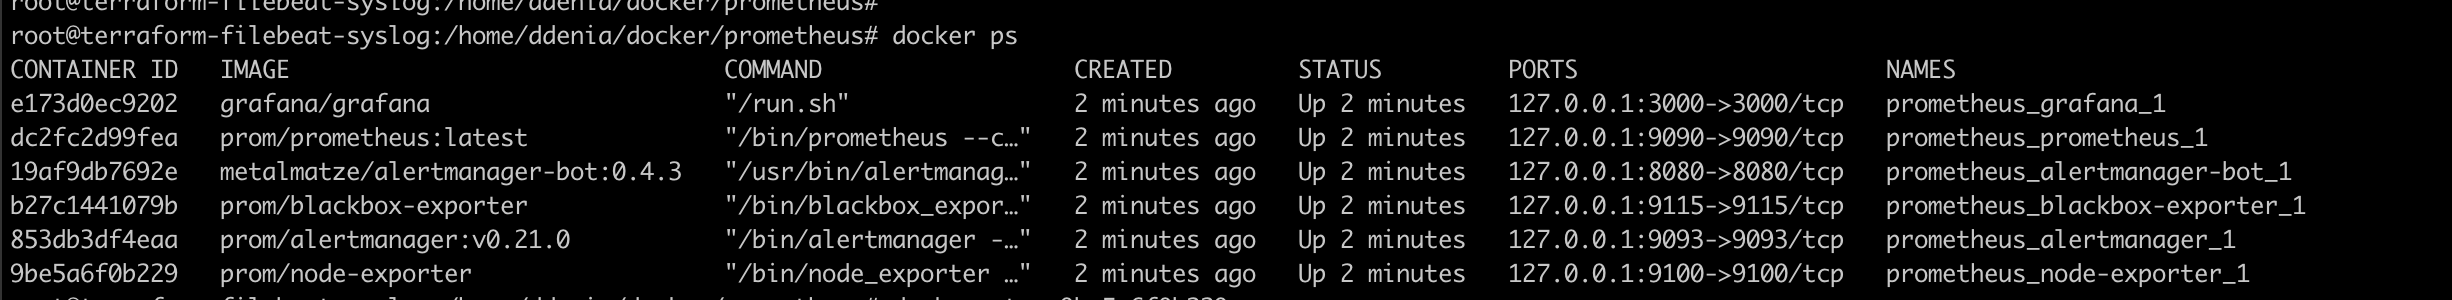 root@terraform-filebeat-syslog:/home/ddenia/docker/prometheus#
root@terraform-filebeat-syslog:/home/ddenia/docker/prometheus# docker ps
CONTAINER ID   IMAGE                               COMMAND                  CREATED         STATUS         PORTS                      NAMES
e173d0ec9202   grafana/grafana                     "/run.sh"                2 minutes ago   Up 2 minutes   127.0.0.1:3000->3000/tcp   prometheus_grafana_1
dc2fc2d99fea   prom/prometheus:latest              "/bin/prometheus --c…"   2 minutes ago   Up 2 minutes   127.0.0.1:9090->9090/tcp   prometheus_prometheus_1
19af9db7692e   metalmatze/alertmanager-bot:0.4.3   "/usr/bin/alertmanag…"   2 minutes ago   Up 2 minutes   127.0.0.1:8080->8080/tcp   prometheus_alertmanager-bot_1
b27c1441079b   prom/blackbox-exporter              "/bin/blackbox_expor…"   2 minutes ago   Up 2 minutes   127.0.0.1:9115->9115/tcp   prometheus_blackbox-exporter_1
853db3df4eaa   prom/alertmanager:v0.21.0           "/bin/alertmanager -…"   2 minutes ago   Up 2 minutes   127.0.0.1:9093->9093/tcp   prometheus_alertmanager_1
9be5a6f0b229   prom/node-exporter                  "/bin/node_exporter …"   2 minutes ago   Up 2 minutes   127.0.0.1:9100->9100/tcp   prometheus_node-exporter_1